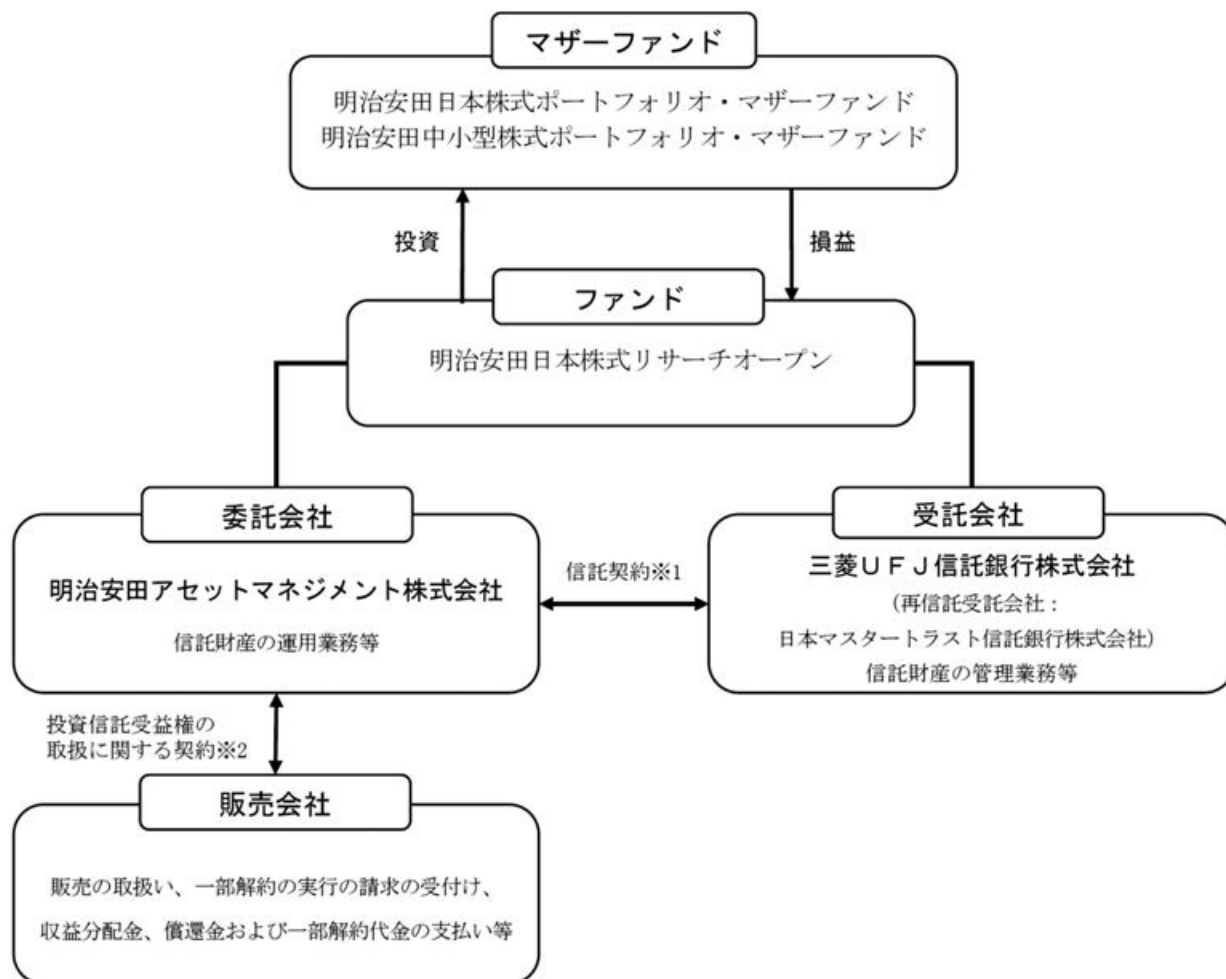 マザーファンド
明治安田日本株式ポートフォリオ・マザーファンド
明治安田中小型株式ポートフォリオ・マザーファンド
投資
損益
ファンド
明治安田日本株式リサーチオープン
委託会社
明治安田アセットマネジメント株式会社
信託財産の運用業務等
信託契約※1
受託会社
三菱UFJ信託銀行株式会社
(再信託受託会社:
日本マスタートラスト信託銀行株式会社)
信託財産の管理業務等
投資信託受益権の
取扱に関する契約※2
販売会社
販売の取扱い、一部解約の実行の請求の受付け、
収益分配金、償還金および一部解約代金の支払い等